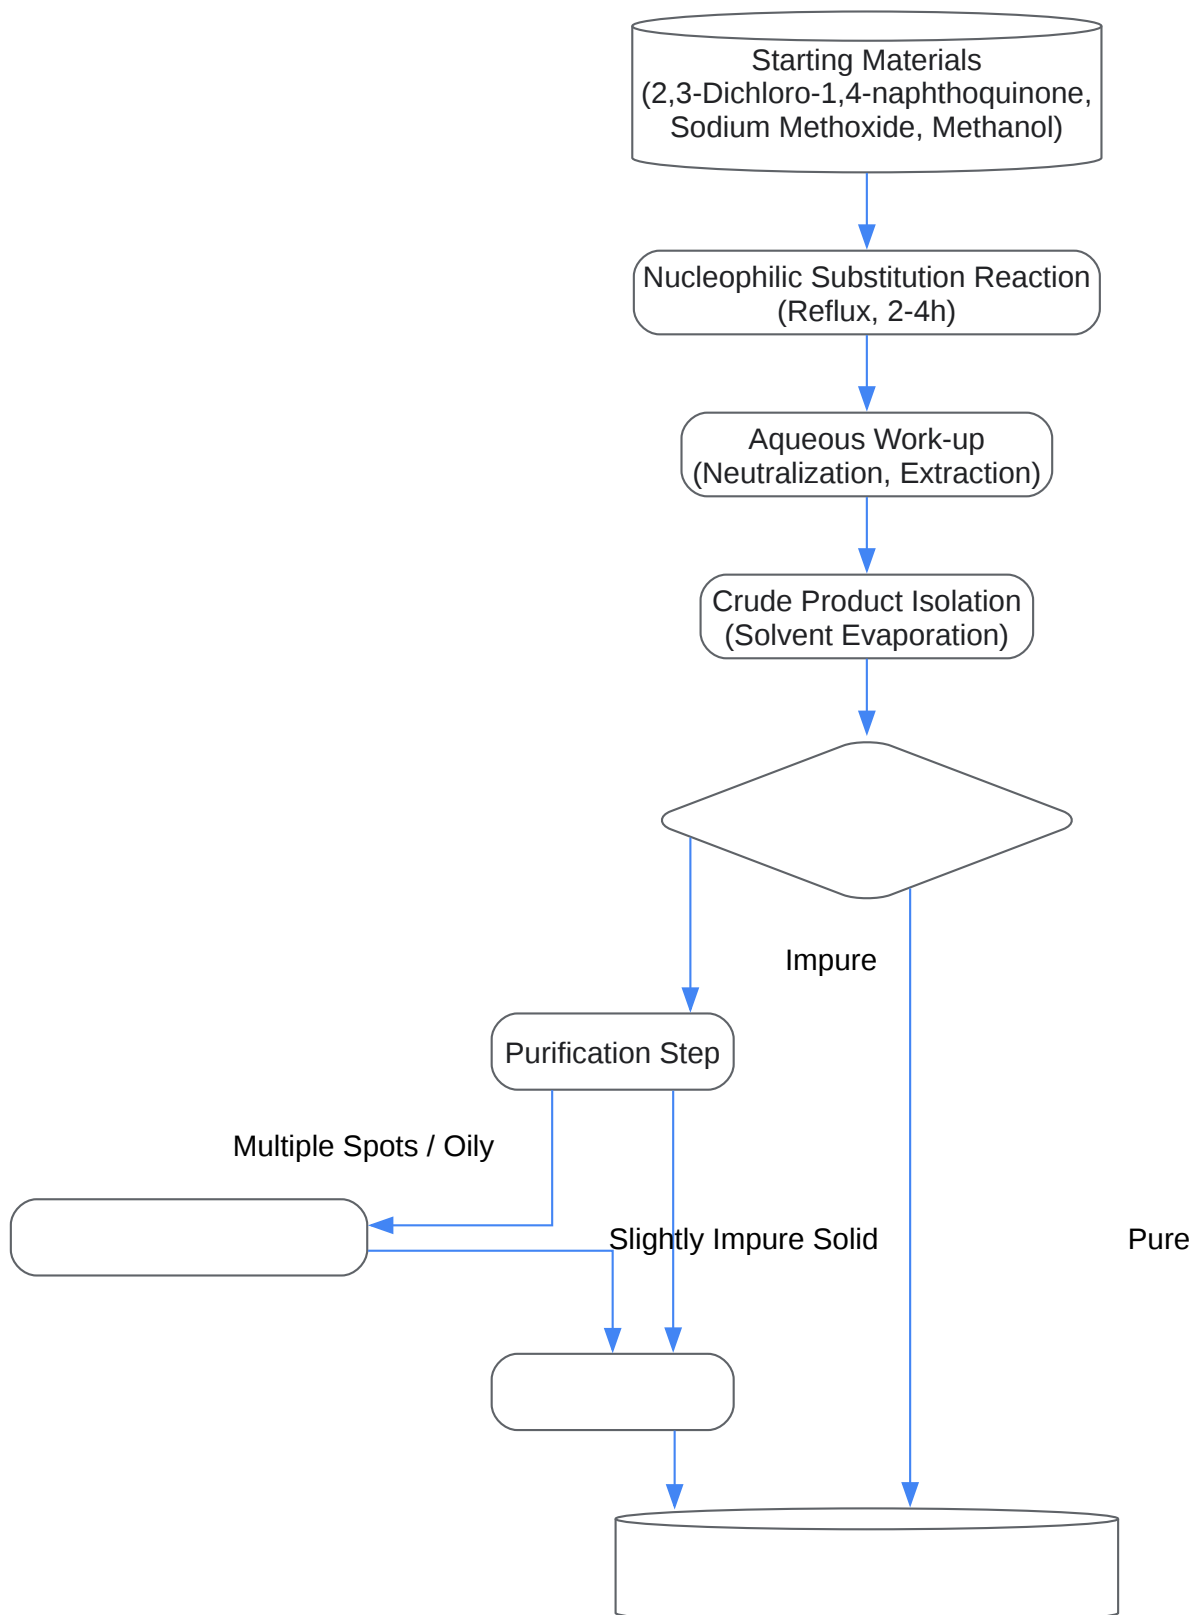 Starting Materials
(2,3-Dichloro-1,4-naphthoquinone,
Sodium Methoxide, Methanol)
Nucleophilic Substitution Reaction
(Reflux, 2-4h)
Aqueous Work-up
(Neutralization, Extraction)
Crude Product Isolation
(Solvent Evaporation)
Impure
Purification Step
Multiple Spots / Oily
Slightly Impure Solid
Pure